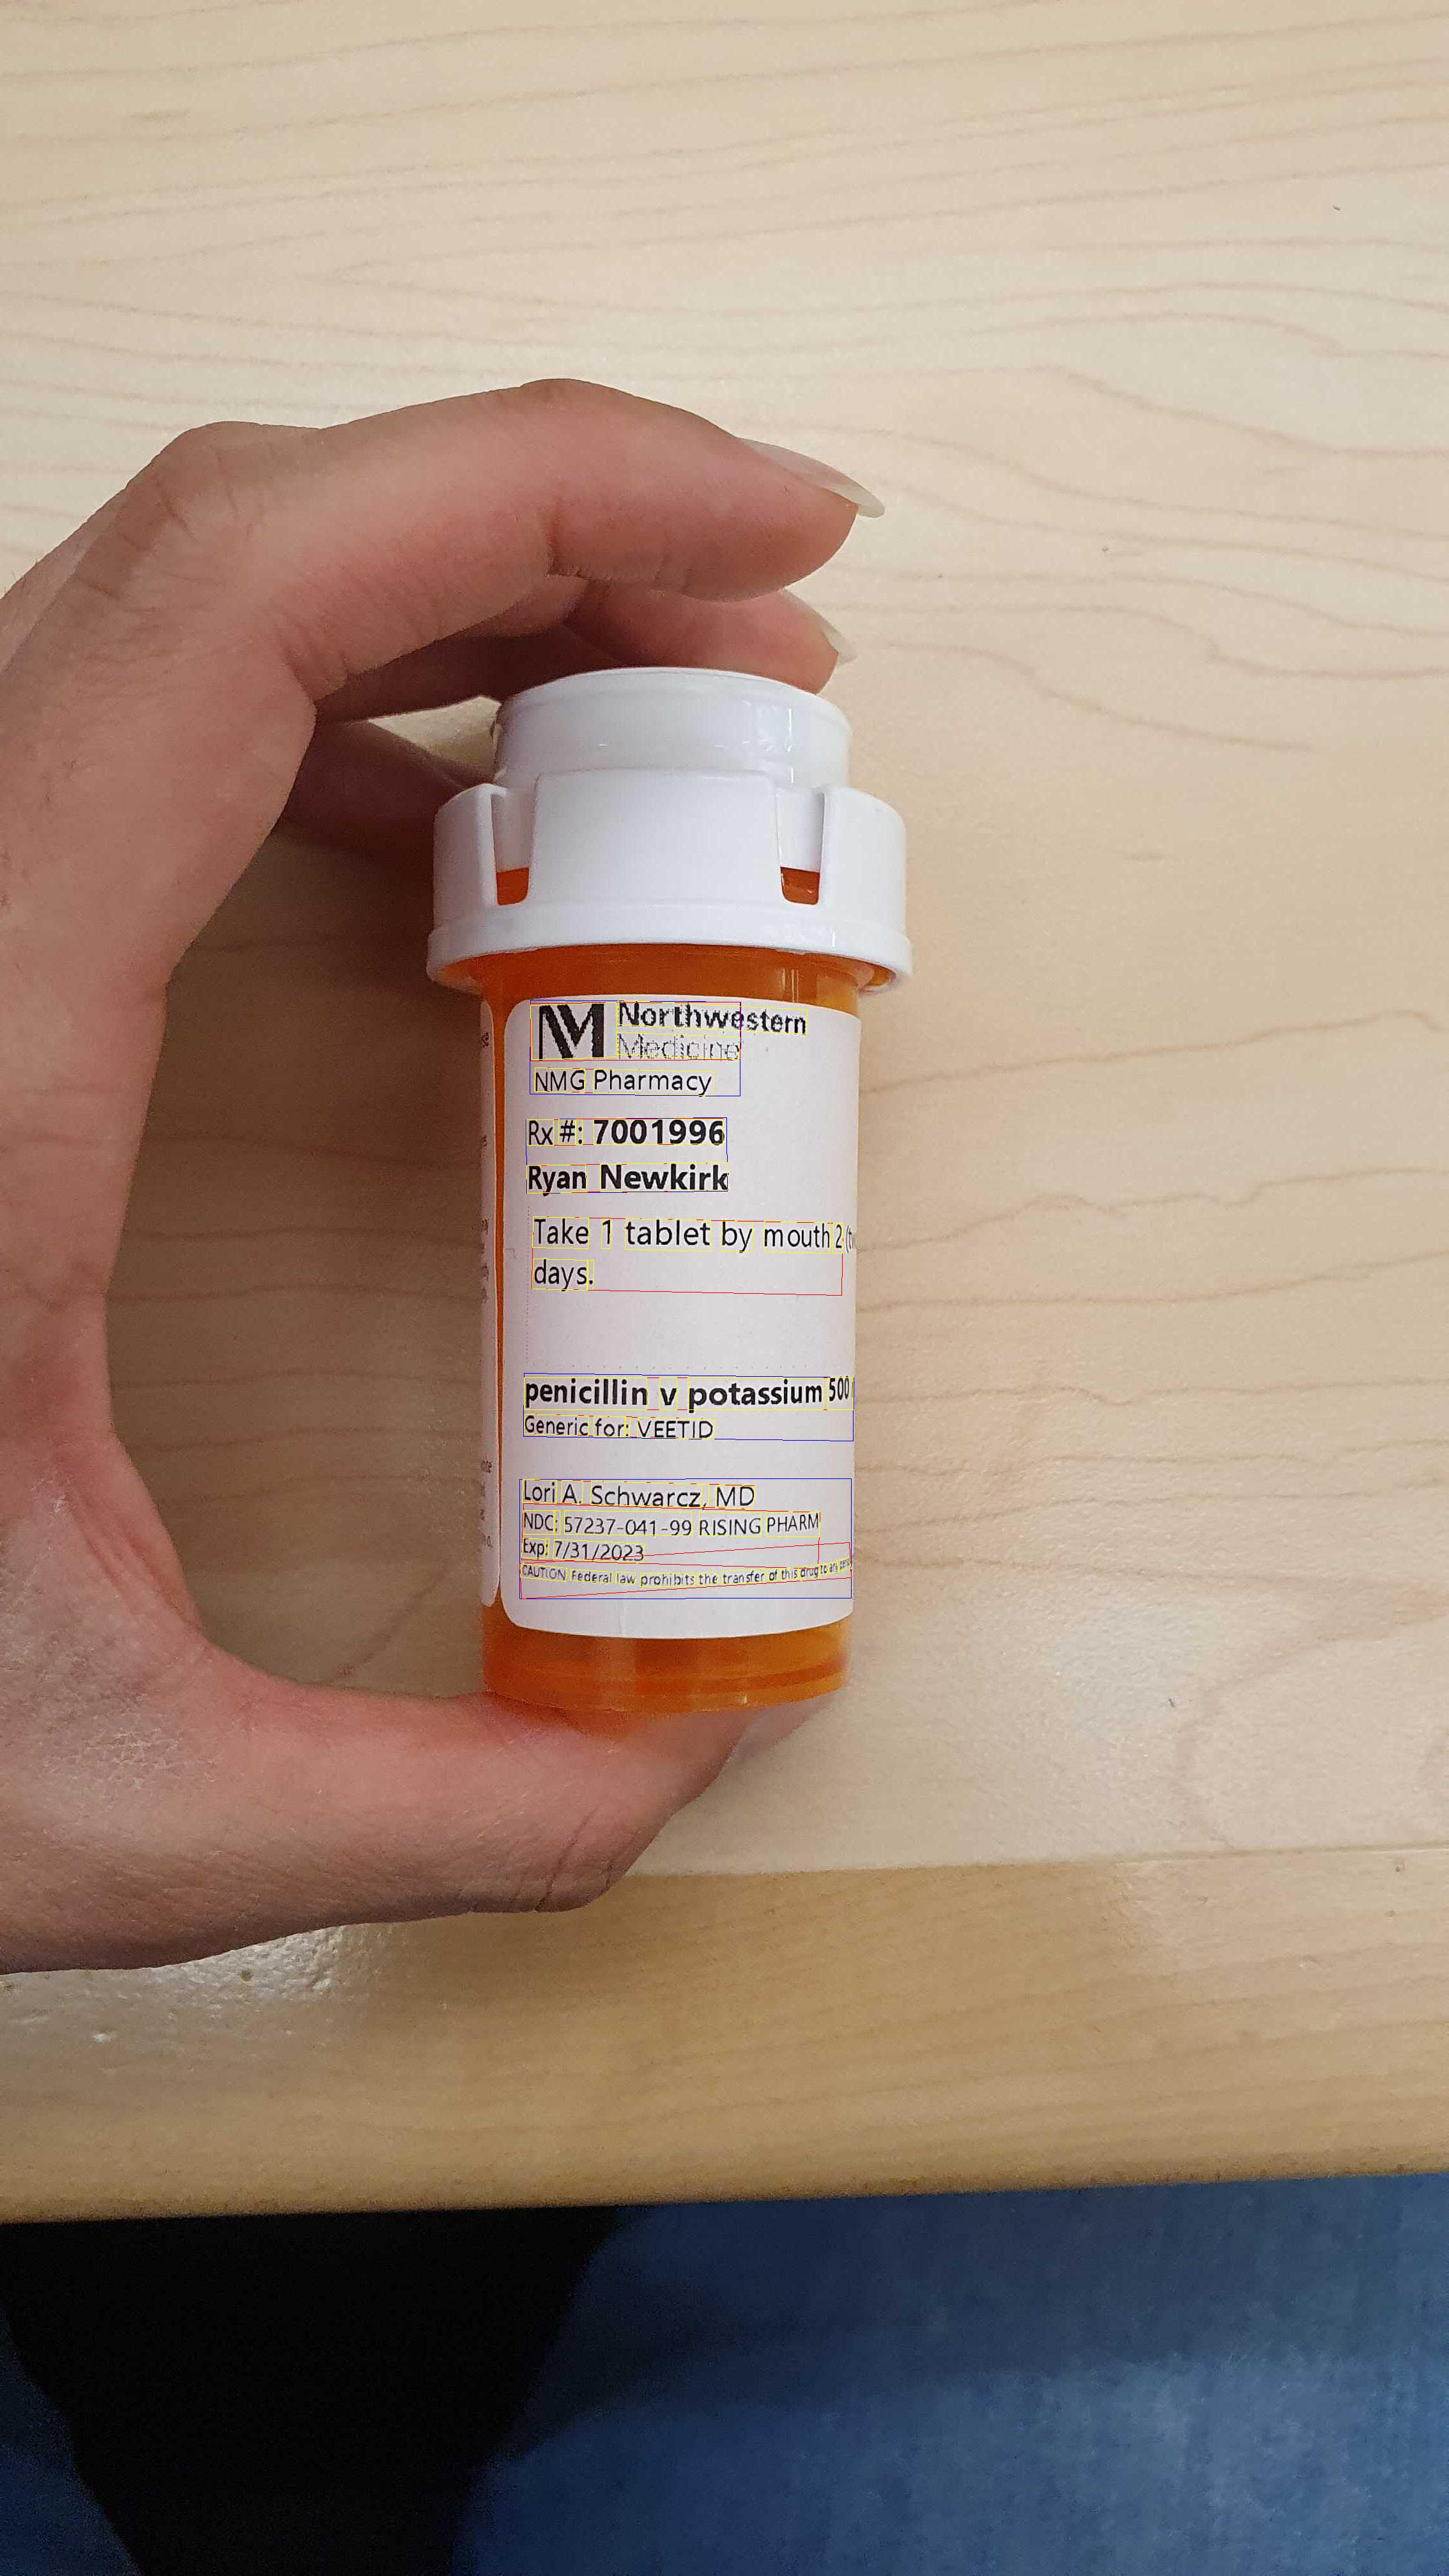 NM Northwestern
Medicine
NMG Pharmacy
Rx #: 7001996
Ryan Newkirk
Take 1 tablet by mouth 2
days.
penicillin v potassium 500
Generic for: VEETID
Lori A. Schwarcz, MD
NDC: 57237-041-99 RISING PHARM
Exp: 7/31/2023
CAUTION Federal law prohibits the transfer of this drug to any